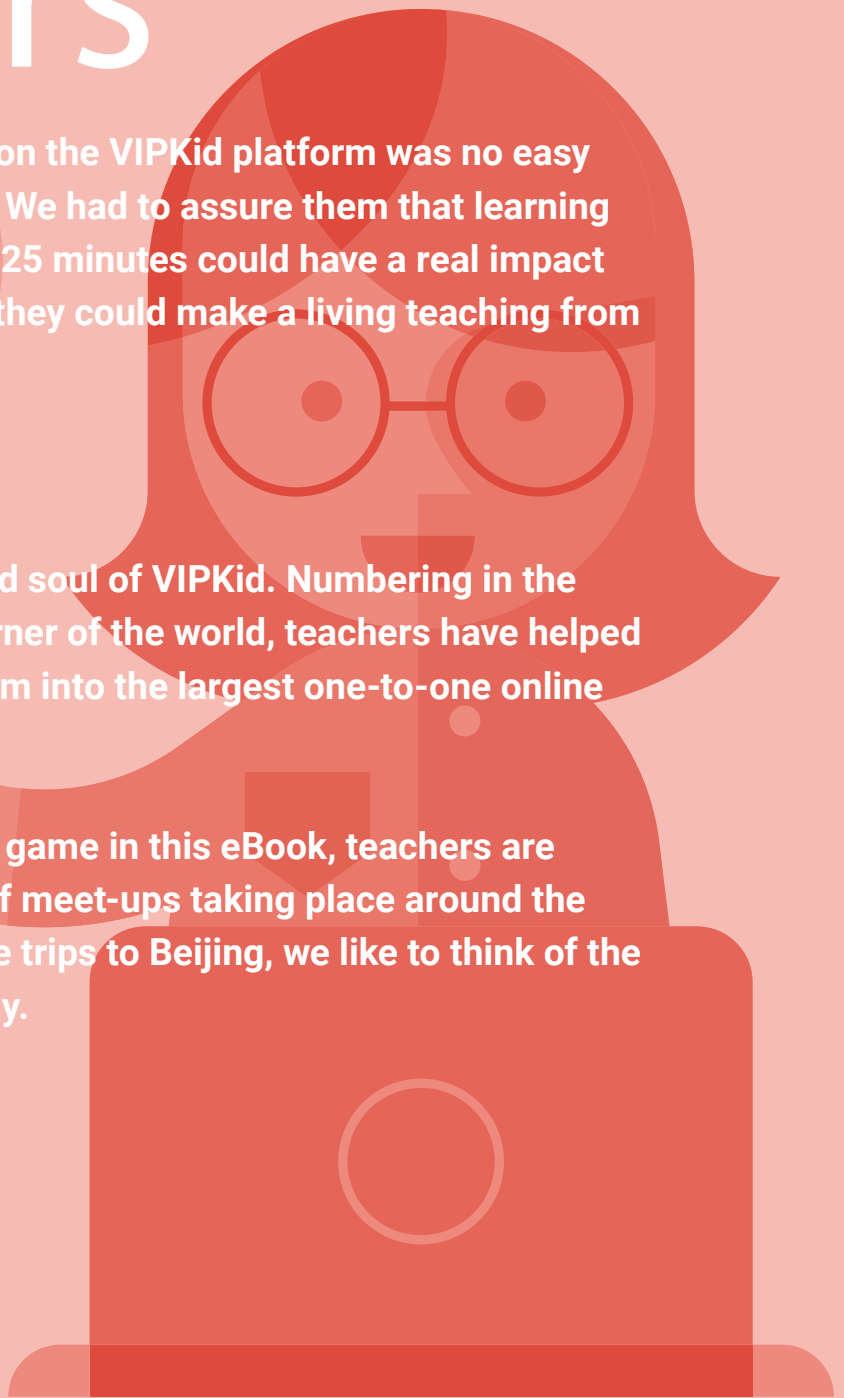 TS
on the VIPKid platform was no easy
We had to assure them that learning
25 minutes could have a real impact
they could make a living teaching from
d soul of VIPKid. Numbering in the
rner of the world, teachers have helped
m into the largest one-to-one online
game in this eBook, teachers are
f meet-ups taking place around the
e trips to Beijing, we like to think of the
y.